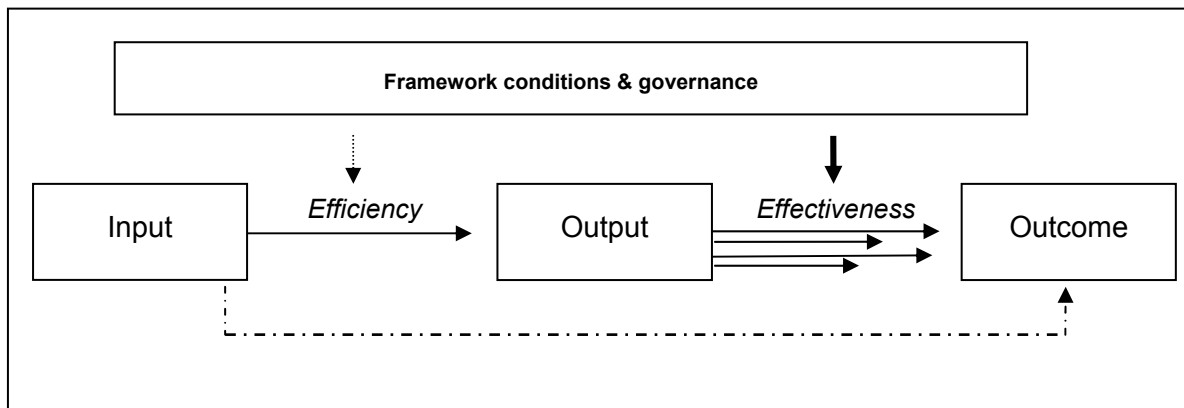 Framework conditions & governance
Efficiency
Effectiveness
Input
Output
Outcome